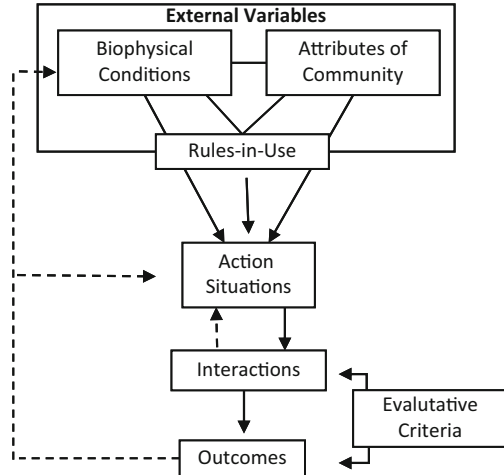 External Variables
Biophysical
Conditions
Attributes of
Community
Rules-in-Use
Action
Situations
Interactions
Evalutative
Criteria
Outcomes